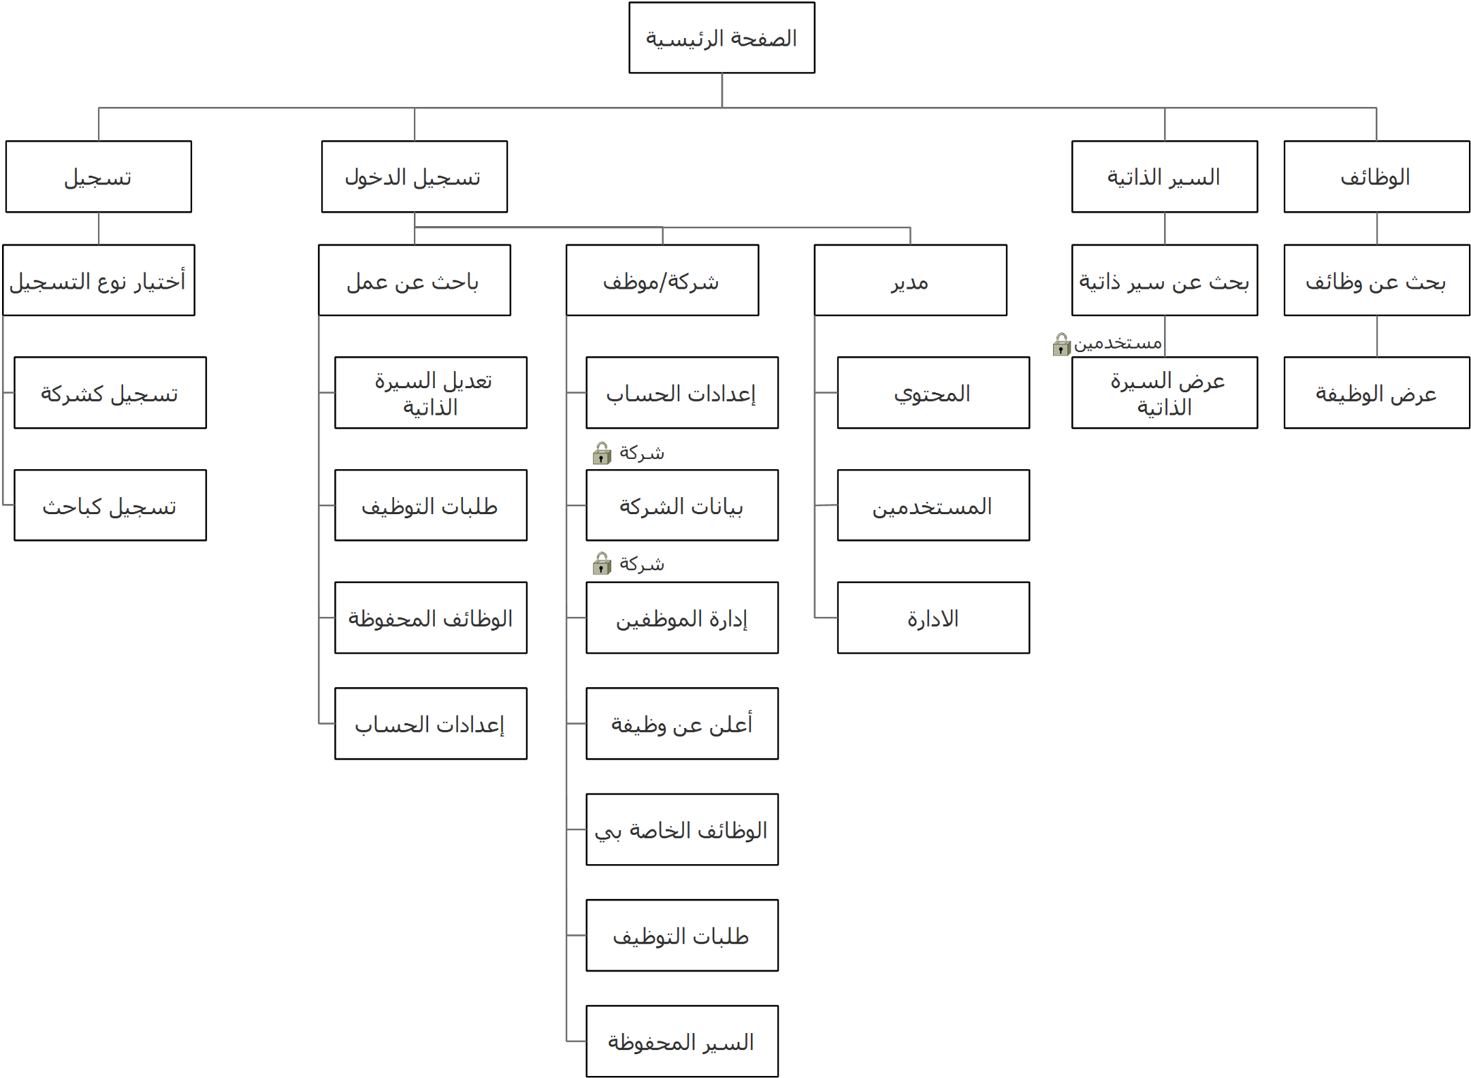 الصفحة الرئيسية
الوظائف
السير الذاتية
تسجيل الدخول
تسجيل
بحث عن وظائف
بحث عن سير ذاتية
مدير
شركة/موظف
باحث عن عمل
أختيار نوع التسجيل
مستخدمين
عرض الوظيفة
عرض السيرة
الذاتية
المحتوي
إعدادات الحساب
تعديل السيرة
الذاتية
تسجيل كشركة
شركة
المستخدمين
بيانات الشركة
طلبات التوظيف
تسجيل كباحث
شركة
الادارة
إدارة الموظفين
الوظائف المحفوظة
أعلن عن وظيفة
إعدادات الحساب
الوظائف الخاصة بي
طلبات التوظيف
السير المحفوظة